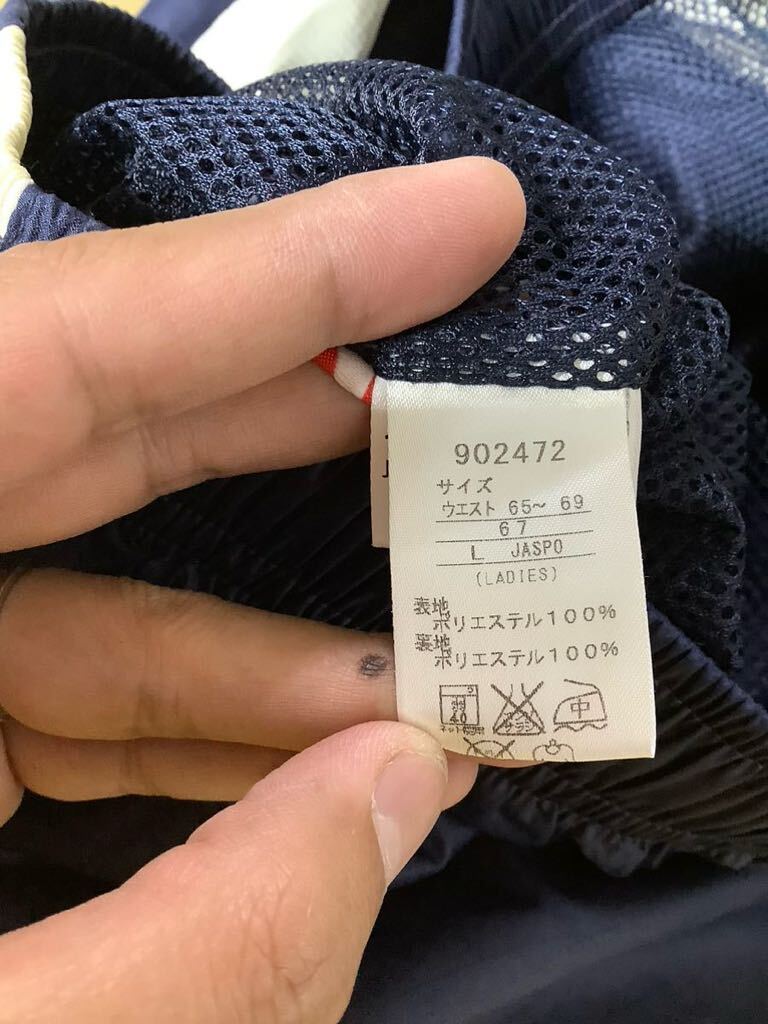 902472
サイズ
ウエスト 65～69
67
L JASPO
(LADIES)
表地
ポリエステル100%
裏地
ポリエステル100%
40
中